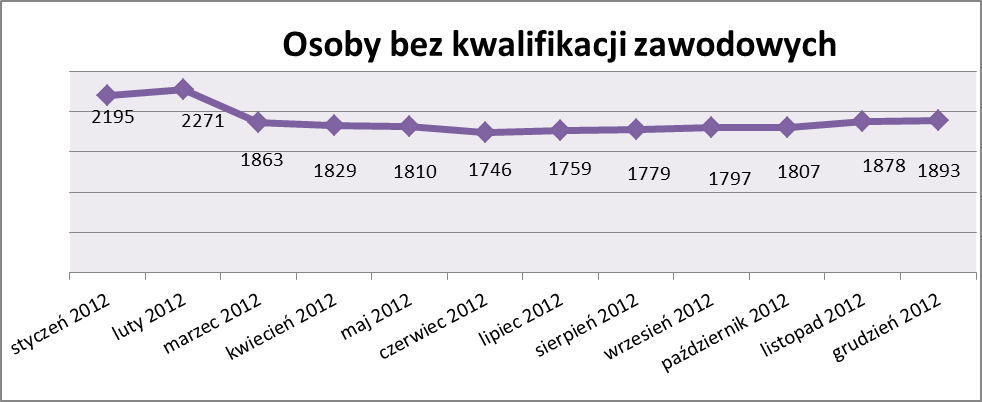 Osoby bez kwalifikacji zawodowych
2195
2271
1863
1829
1810
1746
1759
1779
1797
1807
1878
1893
styczeń 2012
luty 2012
marzec 2012
kwiecień 2012
maj 2012
czerwiec 2012
lipiec 2012
sierpień 2012
wrzesień 2012
październik 2012
listopad 2012
grudzień 2012